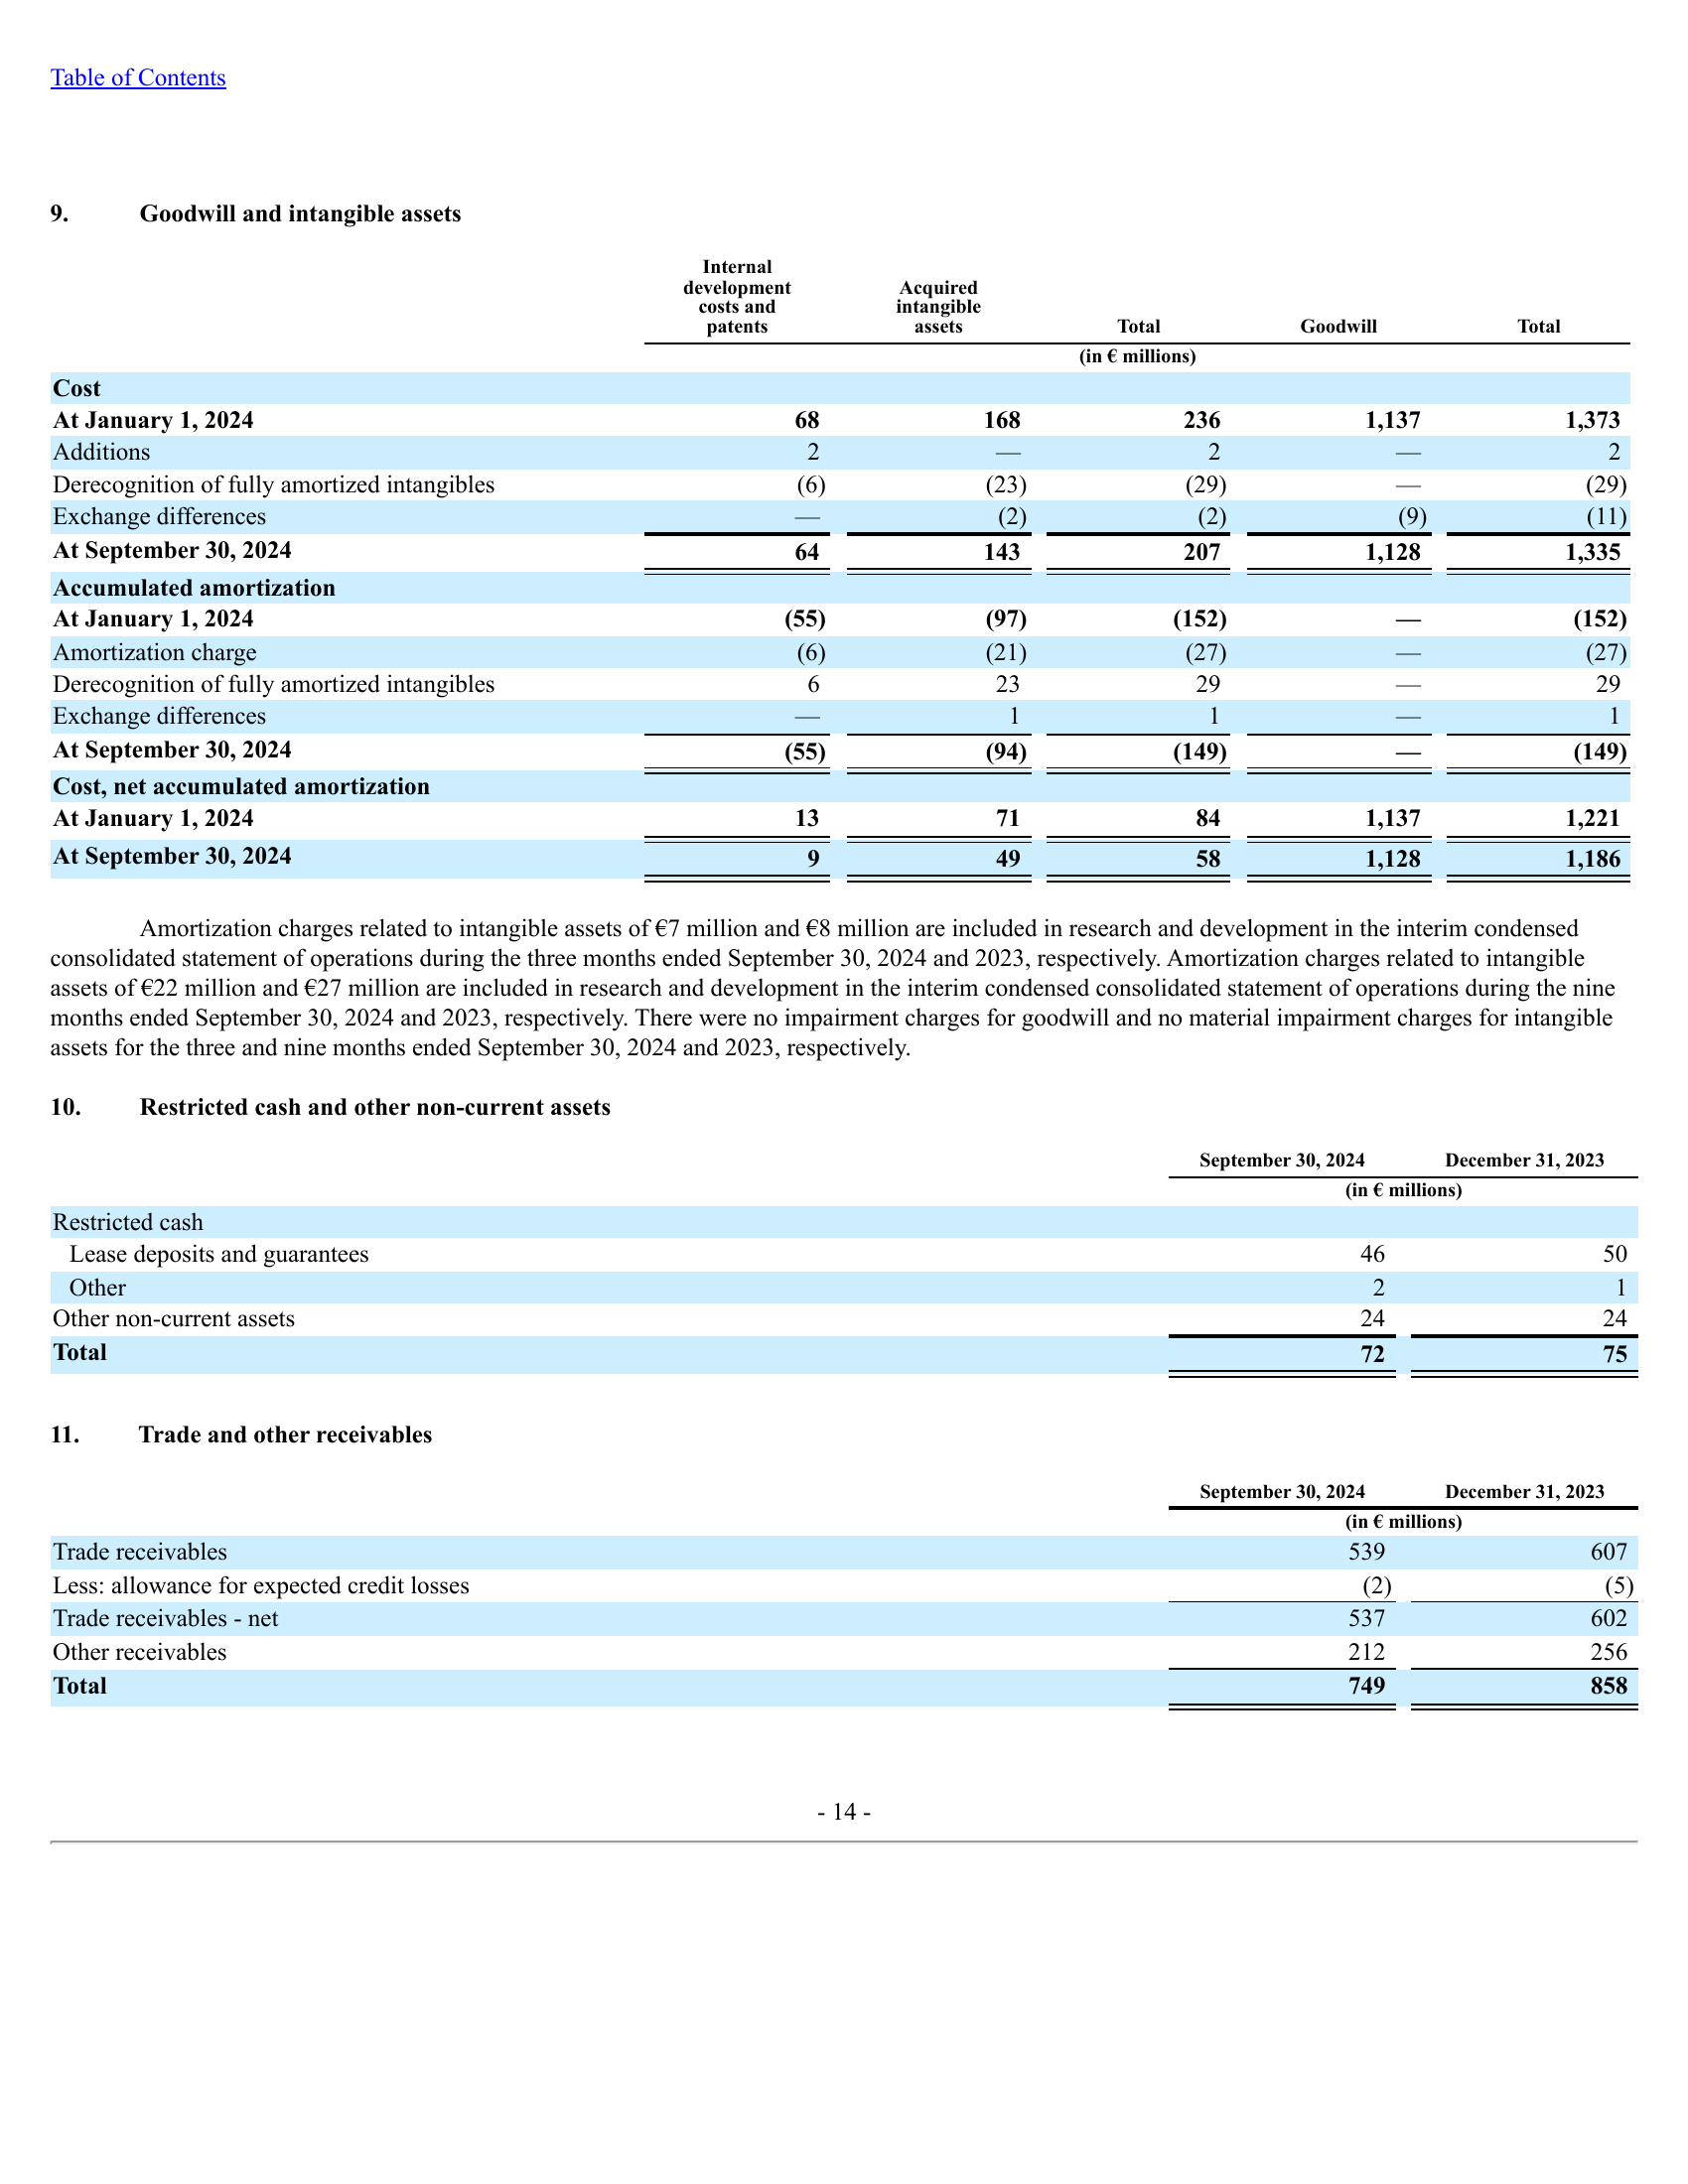 Table of Contents
9. Goodwill and intangible assets
Internal
development
costs and
patents
Acquired
intangible
assets
Total
Goodwill
Total
(in € millions)
Cost
At January 1, 2024 68 168 236 1,137 1,373
Additions 2 — 2 — 2
Derecognition of fully amortized intangibles (6) (23) (29) — (29)
Exchange differences — (2) (2) (9) (11)
At September 30, 2024 64 143 207 1,128 1,335
Accumulated amortization
At January 1, 2024 (55) (97) (152) — (152)
Amortization charge (6) (21) (27) — (27)
Derecognition of fully amortized intangibles 6 23 29 — 29
Exchange differences — 1 1 — 1
At September 30, 2024 (55) (94) (149) — (149)
Cost, net accumulated amortization
At January 1, 2024 13 71 84 1,137 1,221
At September 30, 2024 9 49 58 1,128 1,186
Amortization charges related to intangible assets of €7 million and €8 million are included in research and development in the interim condensed
consolidated statement of operations during the three months ended September 30, 2024 and 2023, respectively. Amortization charges related to intangible
assets of €22 million and €27 million are included in research and development in the interim condensed consolidated statement of operations during the nine
months ended September 30, 2024 and 2023, respectively. There were no impairment charges for goodwill and no material impairment charges for intangible
assets for the three and nine months ended September 30, 2024 and 2023, respectively.
10. Restricted cash and other non-current assets
September 30, 2024 December 31, 2023
(in € millions)
Restricted cash
Lease deposits and guarantees 46 50
Other 2 1
Other non-current assets 24 24
Total 72 75
11. Trade and other receivables
September 30, 2024 December 31, 2023
(in € millions)
Trade receivables 539 607
Less: allowance for expected credit losses (2) (5)
Trade receivables - net 537 602
Other receivables 212 256
Total 749 858
- 14 -